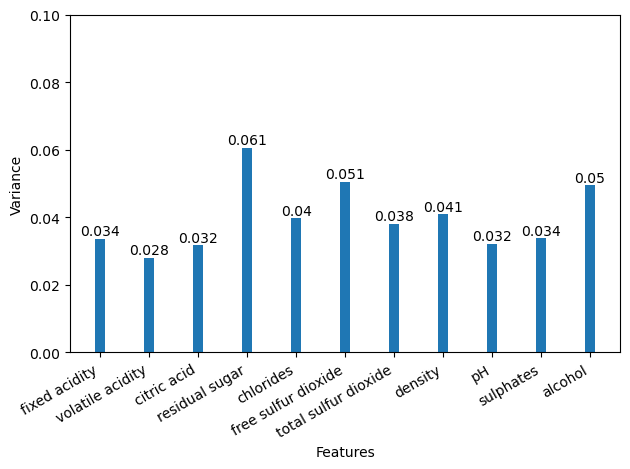 0.10
0.08
0.06
0.04
0.02
0.00
Variance
0.034
0.028
0.032
0.061
0.04
0.051
0.038
0.041
0.032
0.034
0.05
fixed acidity
volatile acidity
citric acid
residual sugar
chlorides
free sulfur dioxide
total sulfur dioxide
density
pH
sulphates
alcohol
Features